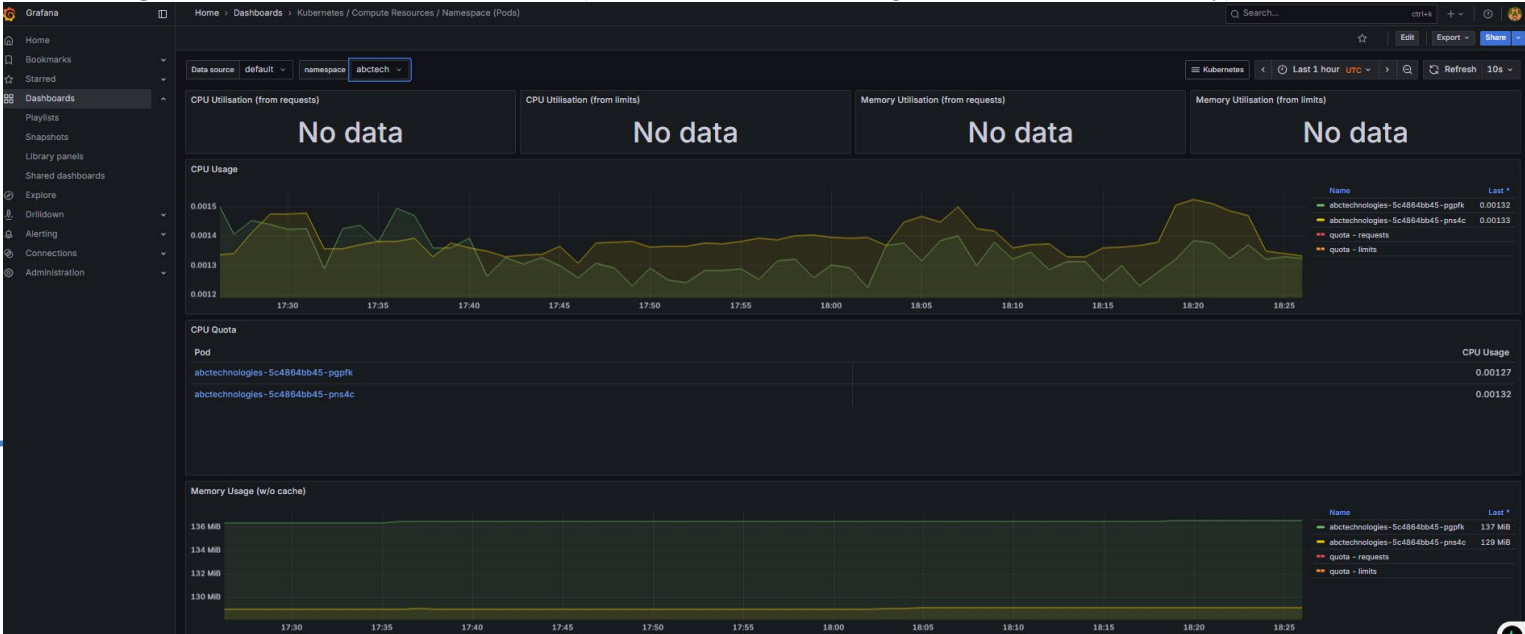 Grafana
Home › Dashboards › Kubernetes / Compute Resources / Namespace (Pods)
Search...
ctrl+k
Home
Bookmarks
Starred
Dashboards
Playlists
Snapshots
Library panels
Shared dashboards
Explore
Drilldown
Alerting
Connections
Administration
Edit
Export
Share
Data source
default
namespace
abctech
Kubernetes
Last 1 hour UTC
Refresh
10s
CPU Utilisation (from requests)
No data
CPU Utilisation (from limits)
No data
Memory Utilisation (from requests)
No data
Memory Utilisation (from limits)
No data
CPU Usage
0.0015
0.0014
0.0013
0.0012
17:30 17:35 17:40 17:45 17:50 17:55 18:00 18:05 18:10 18:15 18:20 18:25
Name Last *
abctechnologies-5c4864bb45-pgpfk 0.00132
abctechnologies-5c4864bb45-pns4c 0.00133
quota - requests
quota - limits
CPU Quota
Pod CPU Usage
abctechnologies-5c4864bb45-pgpfk 0.00127
abctechnologies-5c4864bb45-pns4c 0.00132
Memory Usage (w/o cache)
136 MiB
134 MiB
132 MiB
130 MiB
17:30 17:35 17:40 17:45 17:50 17:55 18:00 18:05 18:10 18:15 18:20 18:25
Name Last *
abctechnologies-5c4864bb45-pgpfk 137 MiB
abctechnologies-5c4864bb45-pns4c 129 MiB
quota - requests
quota - limits